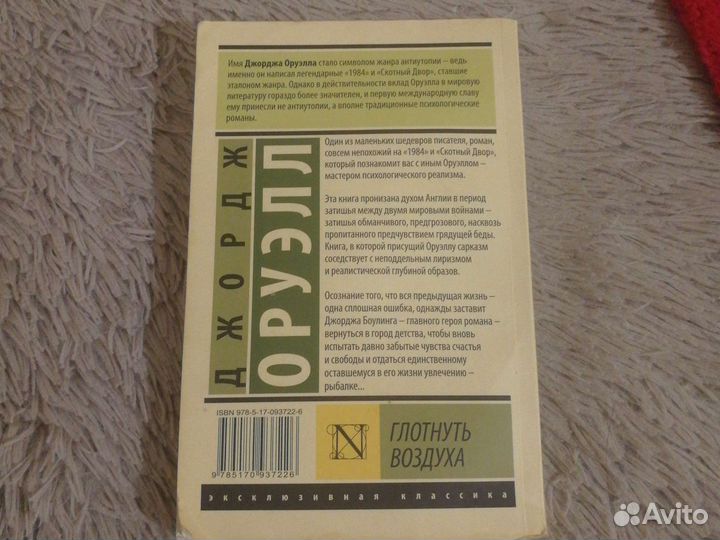 Имя Джорджа Оруэлла стало символом жанра антиутопии – ведь
именно он написал легендарные «1984» и «Скотный Двор», ставшие
эталоном жанра. Однако в действительности вклад Оруэлла в мировую
литературу гораздо более значителен, и первую международную славу
ему принесли не антиутопии, а вполне традиционные психологические
романы.
ДЖОРДЖ
ОРУЭЛЛ
Один из маленьких шедевров писателя, роман,
совсем непохожий на «1984» и «Скотный Двор»,
который познакомит вас с иным Оруэллом –
мастером психологического реализма.
Эта книга пронизана духом Англии в период
затишья между двумя мировыми войнами –
затишья обманчивого, предгрозового, насквозь
пропитанного предчувствием грядущей беды.
Книга, в которой присущий Оруэллу сарказм
соседствует с неподдельным лиризмом
и реалистической глубиной образов.
Осознание того, что вся предыдущая жизнь –
одна сплошная ошибка, однажды заставит
Джорджа Боулинга – главного героя романа –
вернуться в город детства, чтобы вновь
испытать давно забытые чувства счастья
и свободы и отдаться единственному
оставшемуся в его жизни увлечению –
рыбалке...
ISBN 978-5-17-093722-6
9 785170 937226
N
ГЛОТНУТЬ
ВОЗДУХА
эксклюзивная классика
Avito